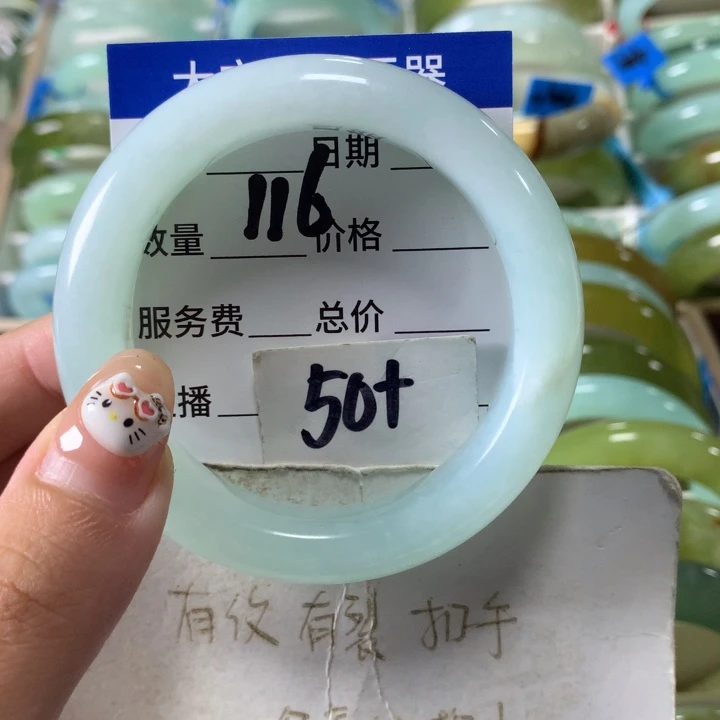 日期
116
数量 价格
服务费 总价
播
50+
有纹 有裂 扣手